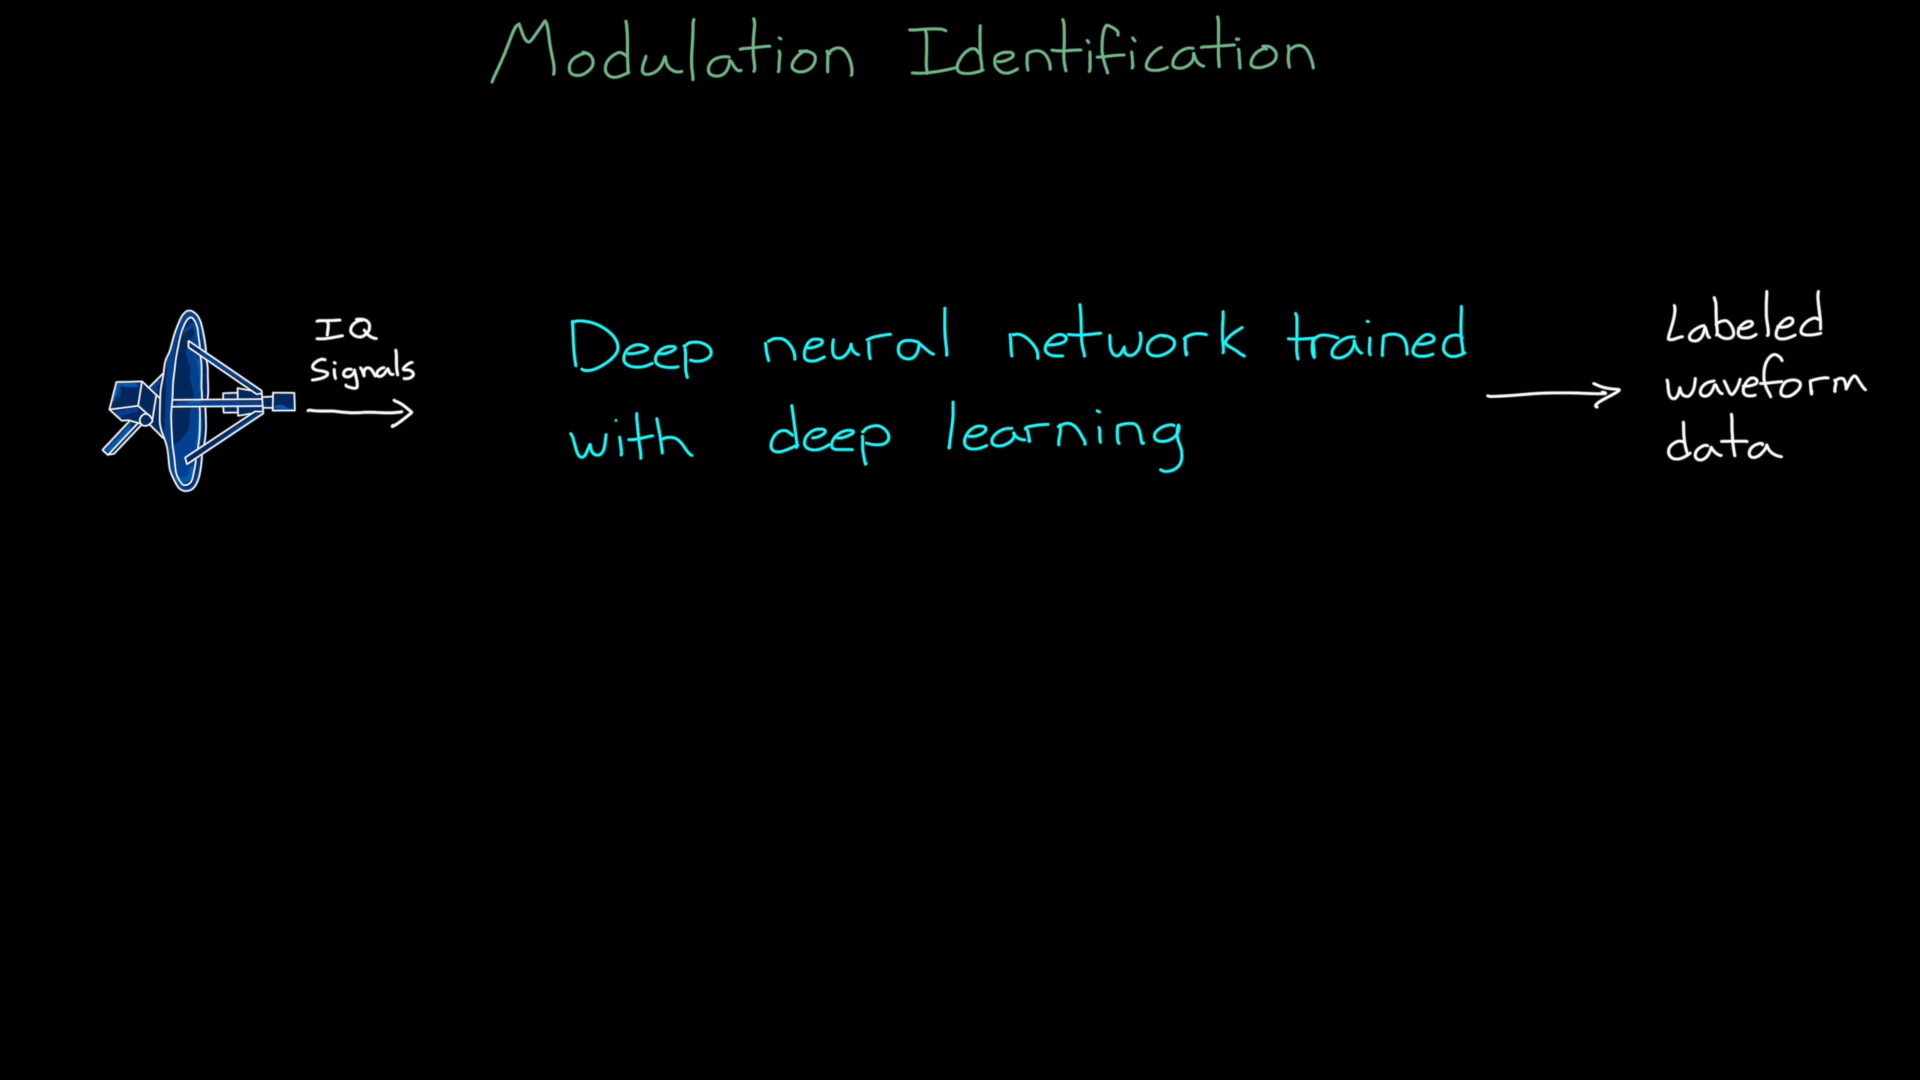 Modulation Identification
IQ
Signals
Deep neural network trained
with deep learning
Labeled
waveform
data